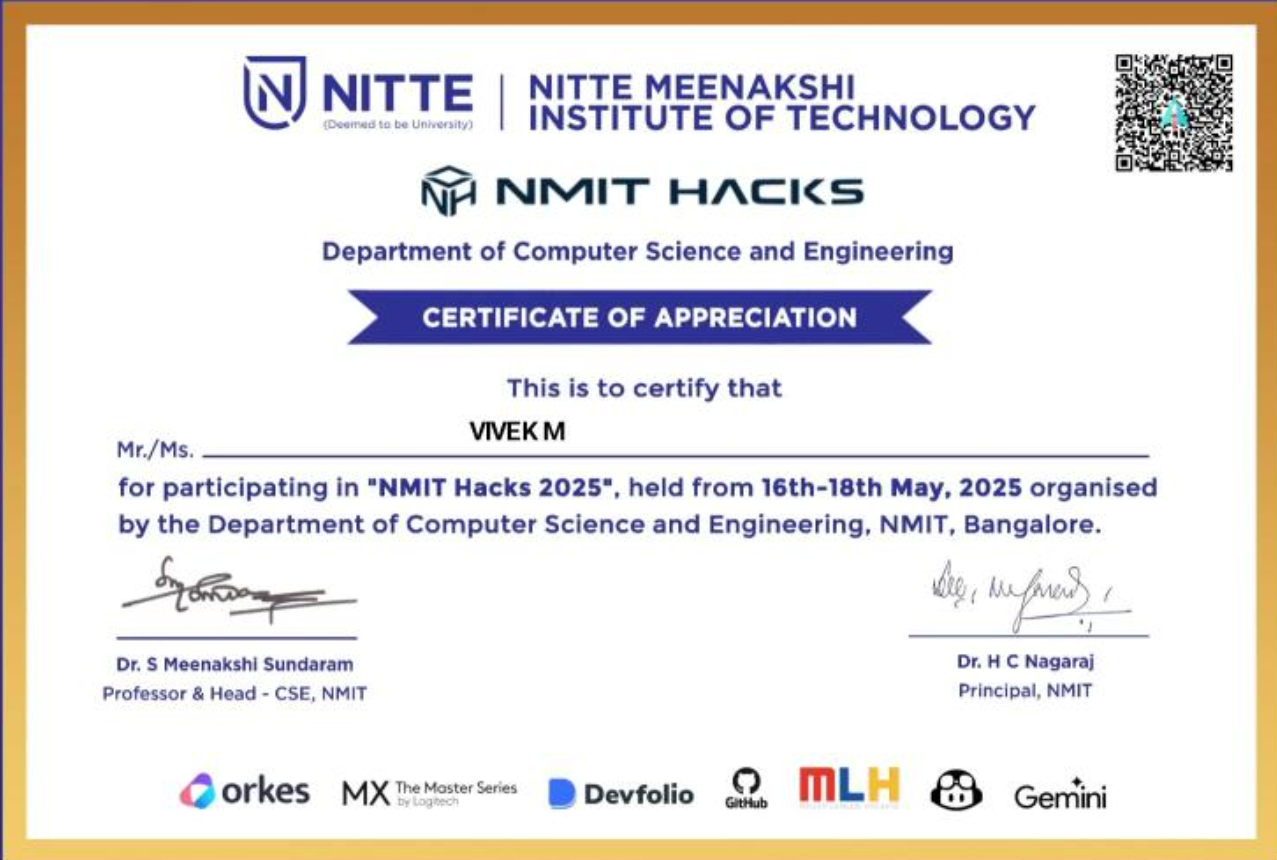 NITTE
(Deemed to be University)
NITTE MEENAKSHI
INSTITUTE OF TECHNOLOGY
NMIT HACKS
Department of Computer Science and Engineering
CERTIFICATE OF APPRECIATION
This is to certify that
VIVEK M
Mr./Ms.
for participating in "NMIT Hacks 2025", held from 16th-18th May, 2025 organised
by the Department of Computer Science and Engineering, NMIT, Bangalore.
Dr. S Meenakshi Sundaram
Professor & Head - CSE, NMIT
Dr. H C Nagaraj
Principal, NMIT
orkes
MX The Master Series
by Logitech
Devfolio
GitHub
MLH
Gemini